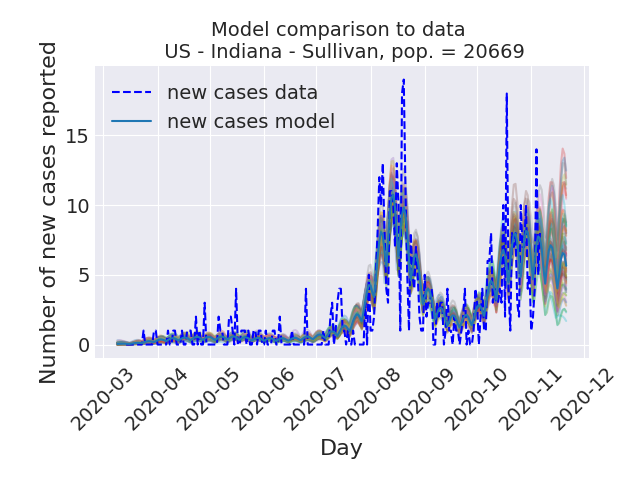 Model comparison to data
US - Indiana - Sullivan, pop. = 20669
new cases data
new cases model
Number of new cases reported
15
10
5
0
2020-03
2020-04
2020-05
2020-06
2020-07
2020-08
2020-09
2020-10
2020-11
2020-12
Day